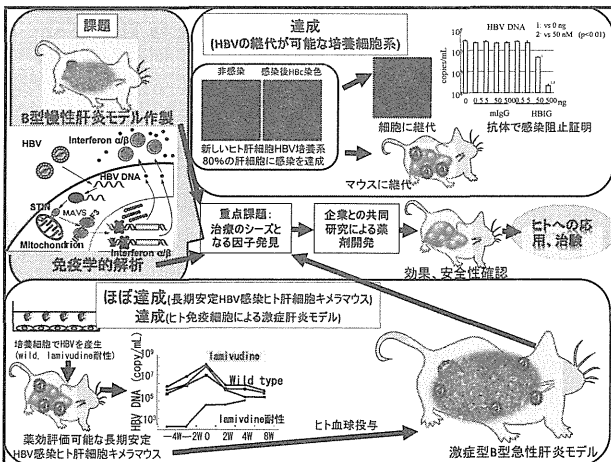 課題
B型慢性肝炎モデル作製
HBV
Interferon α/β
HBV DNA
MAVS
Mitochondrion
Interferon α/β
免疫学的解析
達成
(HBVの継代が可能な培養細胞系)
非感染
感染後HBc染色
新しいヒト肝細胞HBV培養系
80%の肝細胞に感染を達成
細胞に継代
マウスに継代
HBV DNA
1: vs 0 ng
2: vs 50 nM (p<0.01)
copies/mL
mIgG
HBIG
ng
抗体で感染阻止証明
重点課題:
治療のシーズと
なる因子発見
企業との共同
研究による薬
剤開発
効果、安全性確認
ヒトへの応
用、治験
ほぼ達成(長期安定HBV感染ヒト肝細胞キメラマウス)
達成(ヒト免疫細胞による激症肝炎モデル)
培養細胞でHBVを産生
(wild, lamivudine耐性)
薬効評価可能な長期安定
HBV感染ヒト肝細胞キメラマウス
HBV DNA (copy/mL)
10⁹
10⁷
10⁵
10³
lamivudine
Wild type
lamivdine耐性
-4W -2W 0 2W 4W 8W
ヒト血球投与
激症型B型急性肝炎モデル